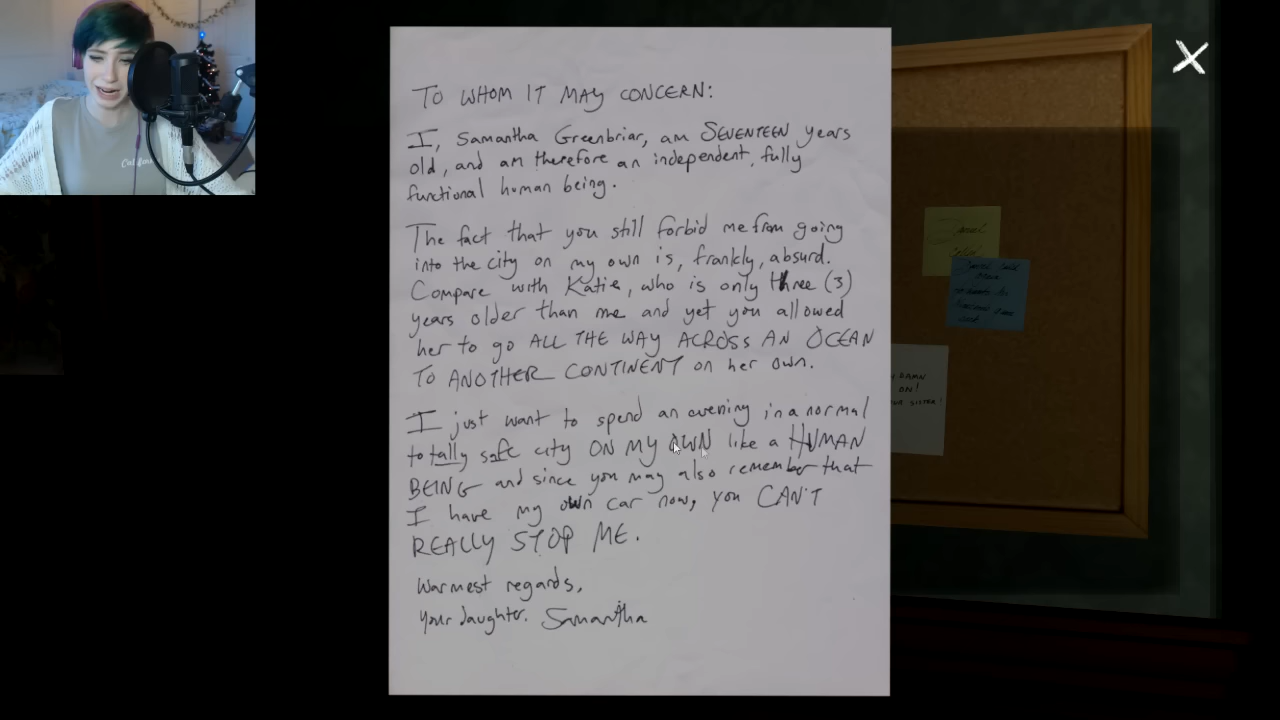 TO WHOM IT MAY CONCERN:
I, Samantha Greenbriar, am SEVENTEEN years
old, and am therefore an independent, fully
functional human being.
The fact that you still forbid me from going
into the city on my own is, frankly, absurd.
Compare with Katie, who is only three (3)
years older than me and yet you allowed
her to go ALL THE WAY ACROSS AN OCEAN
TO ANOTHER CONTINENT on her own.
I just want to spend an evening in a normal
totally safe city ON MY OWN like a HUMAN
BEING and since you may also remember that
I have my own car now, you CAN'T
REALLY STOP ME.
Warmest regards,
Your daughter. Samantha
DAMN
ON!
SISTER!